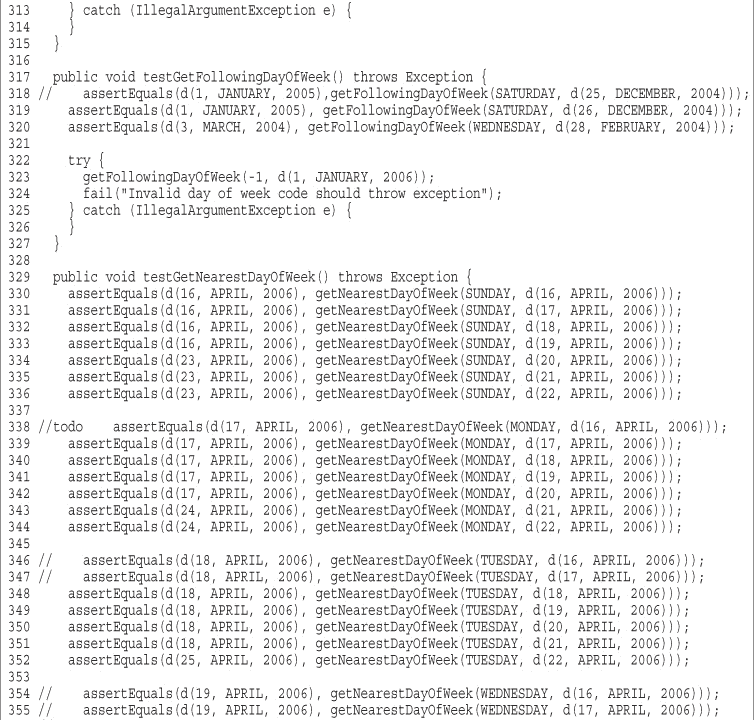 313      } catch (IllegalArgumentException e) {
314      }
315    }
316
317    public void testGetFollowingDayOfWeek() throws Exception {
318 //     assertEquals(d(1, JANUARY, 2005),getFollowingDayOfWeek(SATURDAY, d(25, DECEMBER, 2004)));
319      assertEquals(d(1, JANUARY, 2005), getFollowingDayOfWeek(SATURDAY, d(26, DECEMBER, 2004)));
320      assertEquals(d(3, MARCH, 2004), getFollowingDayOfWeek(WEDNESDAY, d(28, FEBRUARY, 2004)));
321
322      try {
323        getFollowingDayOfWeek(-1, d(1, JANUARY, 2006));
324        fail("Invalid day of week code should throw exception");
325      } catch (IllegalArgumentException e) {
326      }
327    }
328
329    public void testGetNearestDayOfWeek() throws Exception {
330      assertEquals(d(16, APRIL, 2006), getNearestDayOfWeek(SUNDAY, d(16, APRIL, 2006)));
331      assertEquals(d(16, APRIL, 2006), getNearestDayOfWeek(SUNDAY, d(17, APRIL, 2006)));
332      assertEquals(d(16, APRIL, 2006), getNearestDayOfWeek(SUNDAY, d(18, APRIL, 2006)));
333      assertEquals(d(16, APRIL, 2006), getNearestDayOfWeek(SUNDAY, d(19, APRIL, 2006)));
334      assertEquals(d(23, APRIL, 2006), getNearestDayOfWeek(SUNDAY, d(20, APRIL, 2006)));
335      assertEquals(d(23, APRIL, 2006), getNearestDayOfWeek(SUNDAY, d(21, APRIL, 2006)));
336      assertEquals(d(23, APRIL, 2006), getNearestDayOfWeek(SUNDAY, d(22, APRIL, 2006)));
337
338 //todo    assertEquals(d(17, APRIL, 2006), getNearestDayOfWeek(MONDAY, d(16, APRIL, 2006)));
339      assertEquals(d(17, APRIL, 2006), getNearestDayOfWeek(MONDAY, d(17, APRIL, 2006)));
340      assertEquals(d(17, APRIL, 2006), getNearestDayOfWeek(MONDAY, d(18, APRIL, 2006)));
341      assertEquals(d(17, APRIL, 2006), getNearestDayOfWeek(MONDAY, d(19, APRIL, 2006)));
342      assertEquals(d(17, APRIL, 2006), getNearestDayOfWeek(MONDAY, d(20, APRIL, 2006)));
343      assertEquals(d(24, APRIL, 2006), getNearestDayOfWeek(MONDAY, d(21, APRIL, 2006)));
344      assertEquals(d(24, APRIL, 2006), getNearestDayOfWeek(MONDAY, d(22, APRIL, 2006)));
345
346 //     assertEquals(d(18, APRIL, 2006), getNearestDayOfWeek(TUESDAY, d(16, APRIL, 2006)));
347 //     assertEquals(d(18, APRIL, 2006), getNearestDayOfWeek(TUESDAY, d(17, APRIL, 2006)));
348      assertEquals(d(18, APRIL, 2006), getNearestDayOfWeek(TUESDAY, d(18, APRIL, 2006)));
349      assertEquals(d(18, APRIL, 2006), getNearestDayOfWeek(TUESDAY, d(19, APRIL, 2006)));
350      assertEquals(d(18, APRIL, 2006), getNearestDayOfWeek(TUESDAY, d(20, APRIL, 2006)));
351      assertEquals(d(18, APRIL, 2006), getNearestDayOfWeek(TUESDAY, d(21, APRIL, 2006)));
352      assertEquals(d(25, APRIL, 2006), getNearestDayOfWeek(TUESDAY, d(22, APRIL, 2006)));
353
354 //     assertEquals(d(19, APRIL, 2006), getNearestDayOfWeek(WEDNESDAY, d(16, APRIL, 2006)));
355 //     assertEquals(d(19, APRIL, 2006), getNearestDayOfWeek(WEDNESDAY, d(17, APRIL, 2006)));